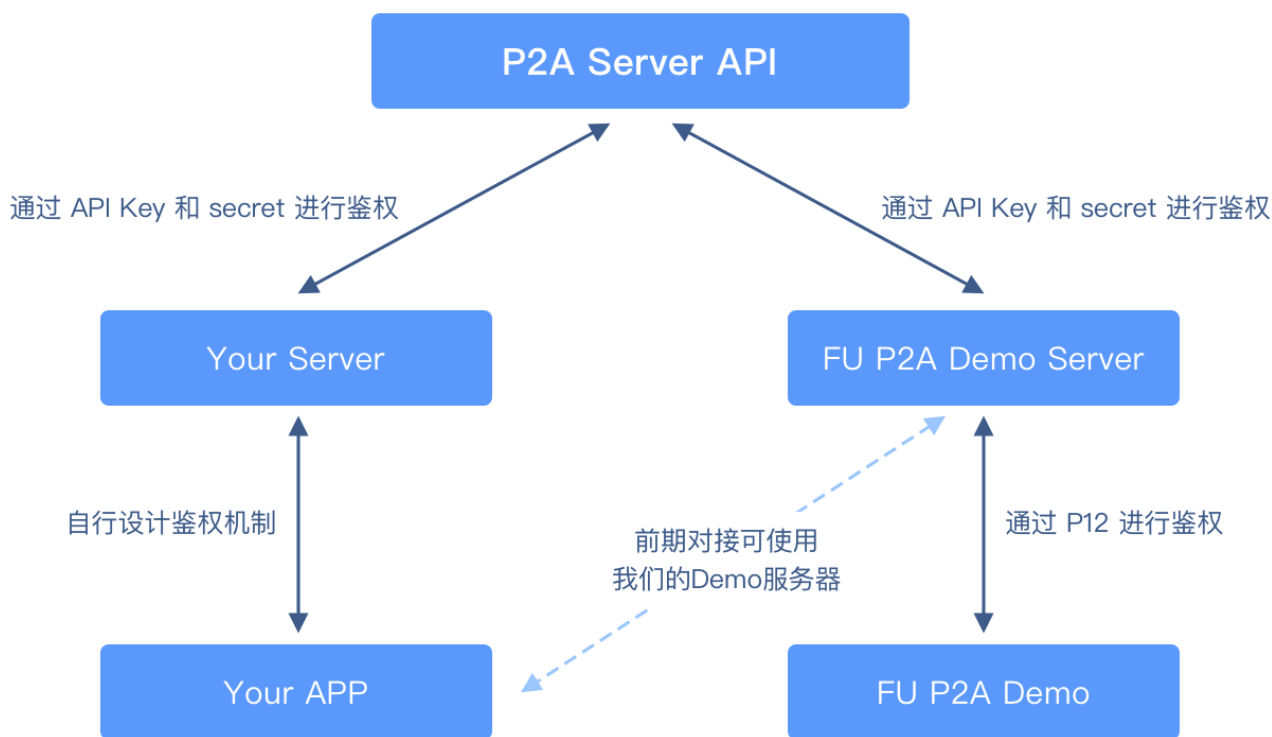 P2A Server API
通过 API Key 和 secret 进行鉴权
通过 API Key 和 secret 进行鉴权
Your Server
FU P2A Demo Server
自行设计鉴权机制
前期对接可使用
我们的Demo服务器
通过 P12 进行鉴权
Your APP
FU P2A Demo